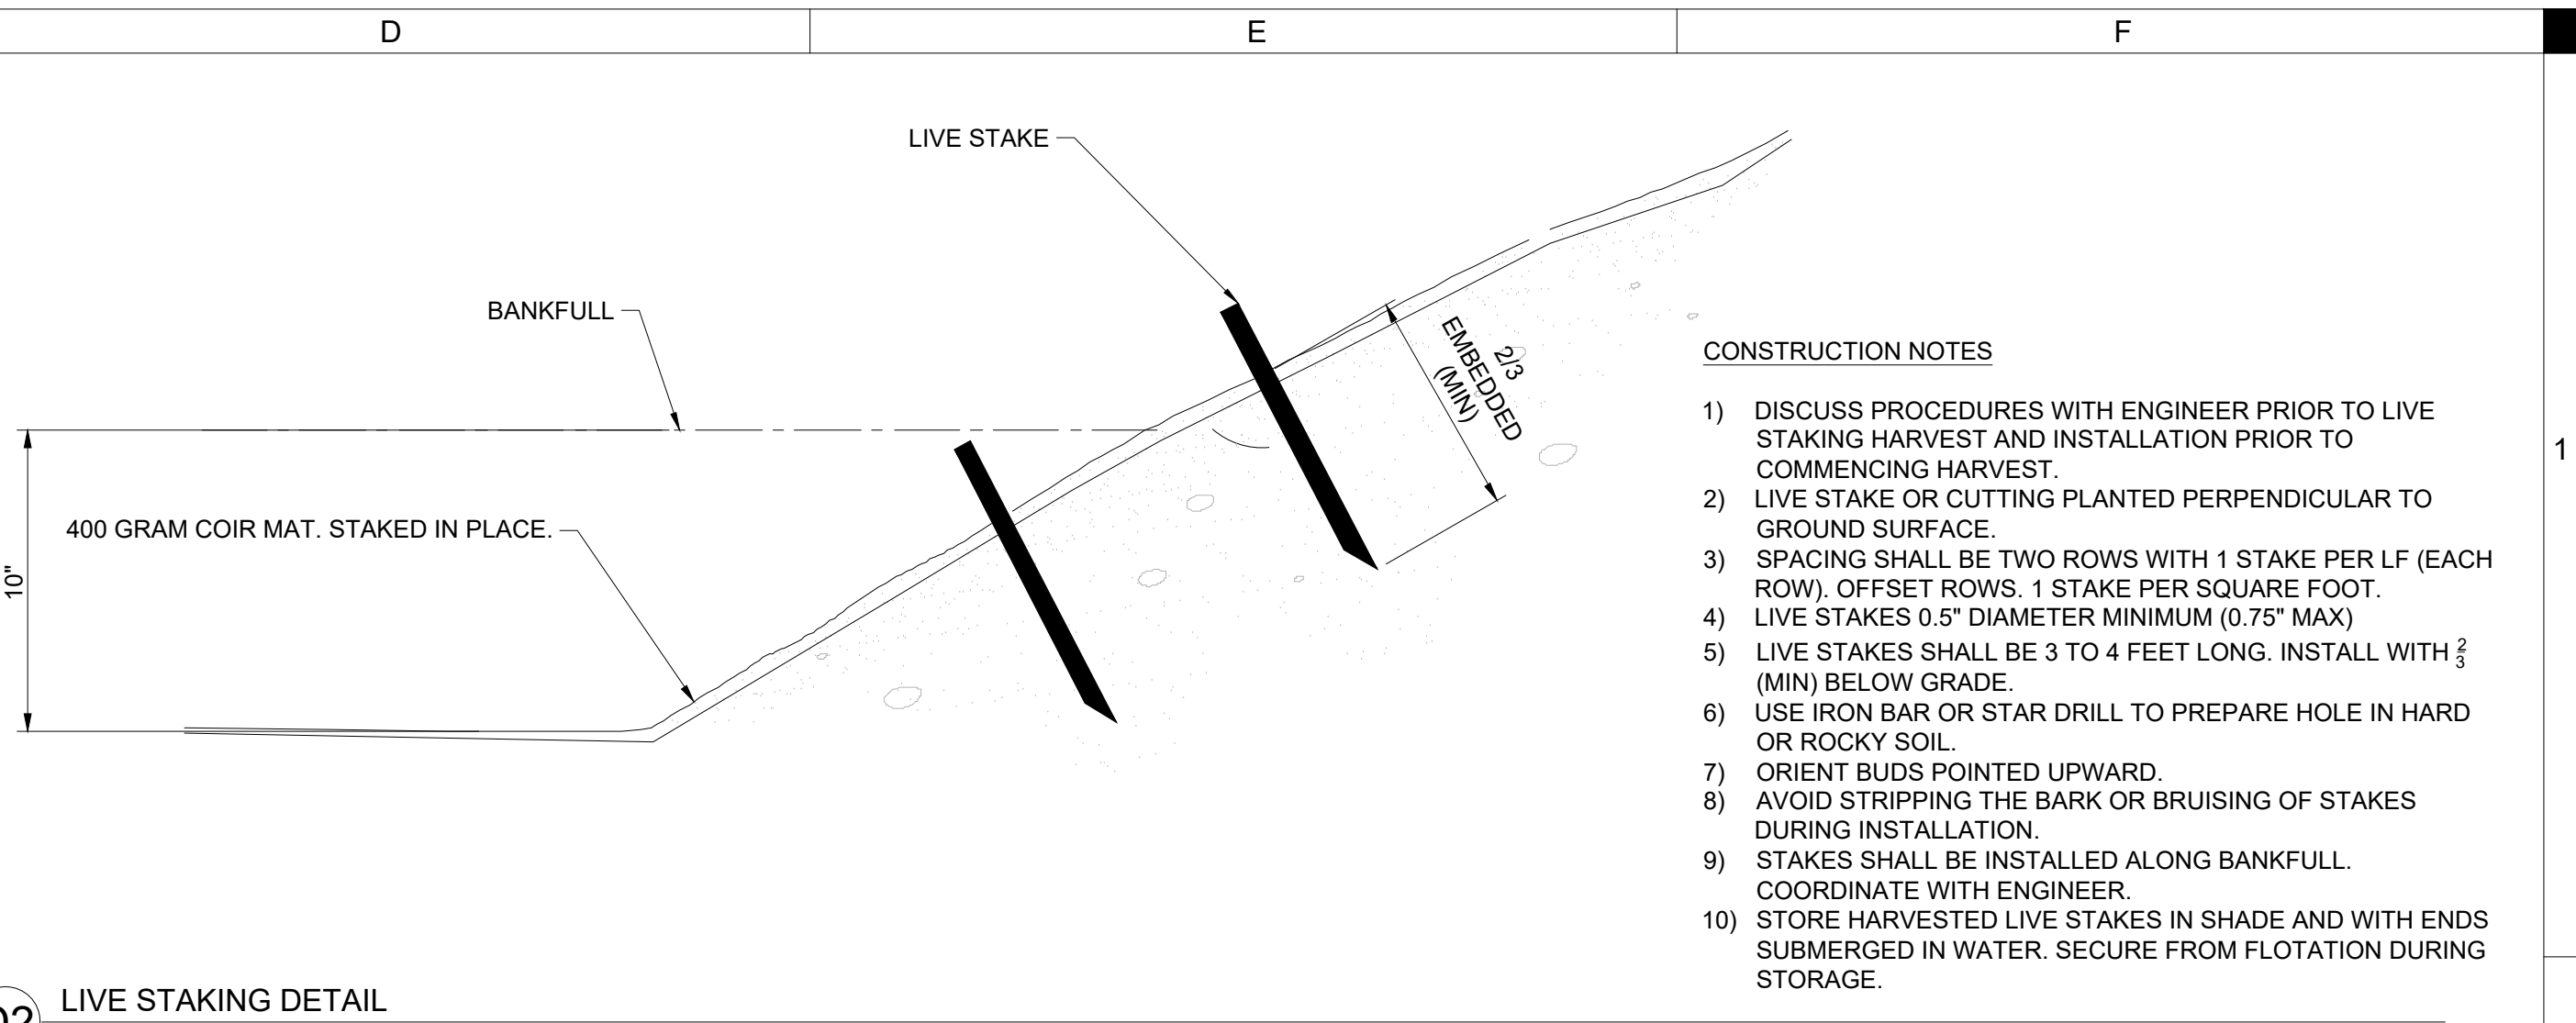 D
E
F
LIVE STAKE
BANKFULL
2/3
EMBEDDED
(MIN)
400 GRAM COIR MAT. STAKED IN PLACE.
10"
CONSTRUCTION NOTES
1) DISCUSS PROCEDURES WITH ENGINEER PRIOR TO LIVE
STAKING HARVEST AND INSTALLATION PRIOR TO
COMMENCING HARVEST.
2) LIVE STAKE OR CUTTING PLANTED PERPENDICULAR TO
GROUND SURFACE.
3) SPACING SHALL BE TWO ROWS WITH 1 STAKE PER LF (EACH
ROW). OFFSET ROWS. 1 STAKE PER SQUARE FOOT.
4) LIVE STAKES 0.5" DIAMETER MINIMUM (0.75" MAX)
5) LIVE STAKES SHALL BE 3 TO 4 FEET LONG. INSTALL WITH 2/3
(MIN) BELOW GRADE.
6) USE IRON BAR OR STAR DRILL TO PREPARE HOLE IN HARD
OR ROCKY SOIL.
7) ORIENT BUDS POINTED UPWARD.
8) AVOID STRIPPING THE BARK OR BRUISING OF STAKES
DURING INSTALLATION.
9) STAKES SHALL BE INSTALLED ALONG BANKFULL.
COORDINATE WITH ENGINEER.
10) STORE HARVESTED LIVE STAKES IN SHADE AND WITH ENDS
SUBMERGED IN WATER. SECURE FROM FLOTATION DURING
STORAGE.
1
LIVE STAKING DETAIL